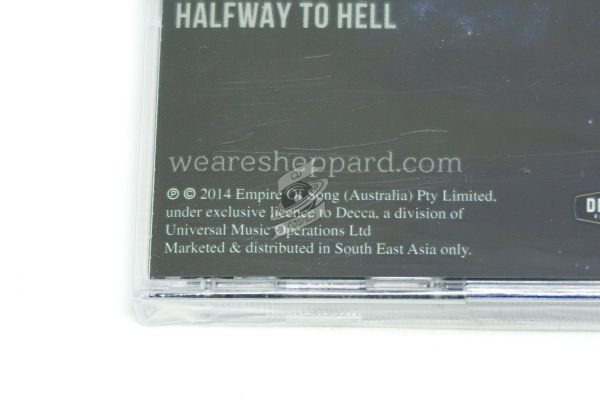 HALFWAY TO HELL
wearesheppard.com
℗ © 2014 Empire Of Song (Australia) Pty Limited,
under exclusive licence to Decca, a division of
Universal Music Operations Ltd
Marketed & distributed in South East Asia only.